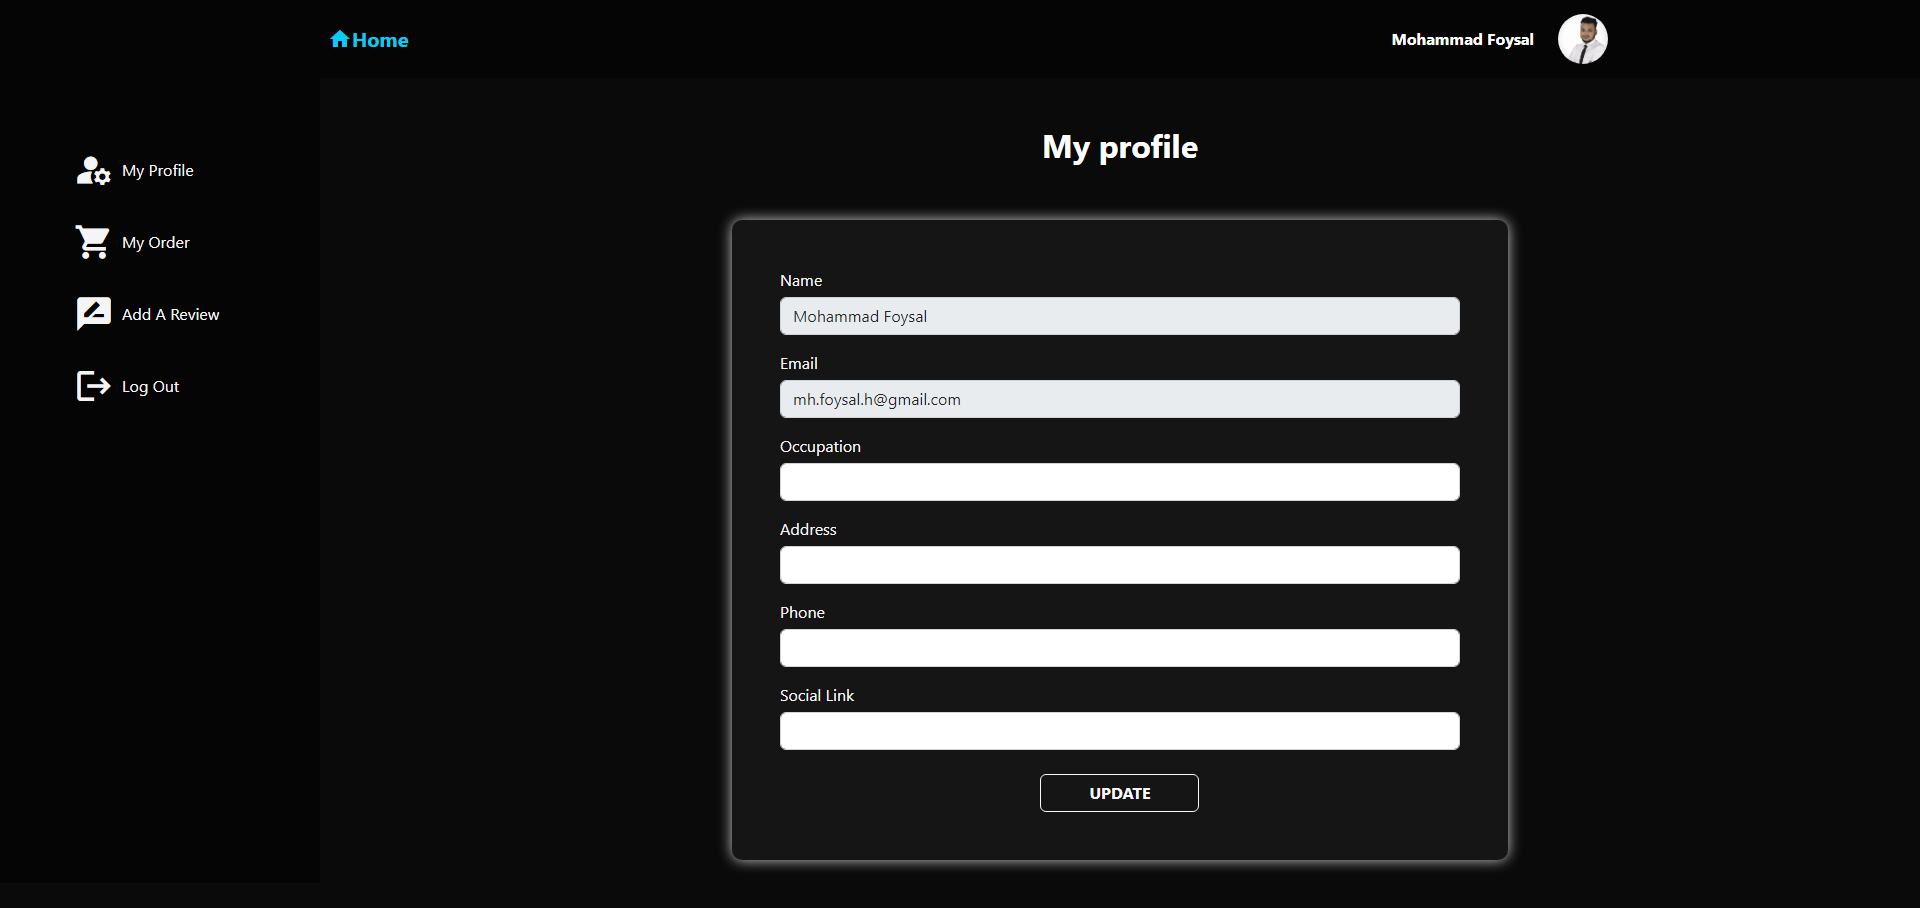 Home
Mohammad Foysal
My Profile
My Order
Add A Review
Log Out
My profile
Name
Mohammad Foysal
Email
mh.foysal.h@gmail.com
Occupation
Address
Phone
Social Link
UPDATE